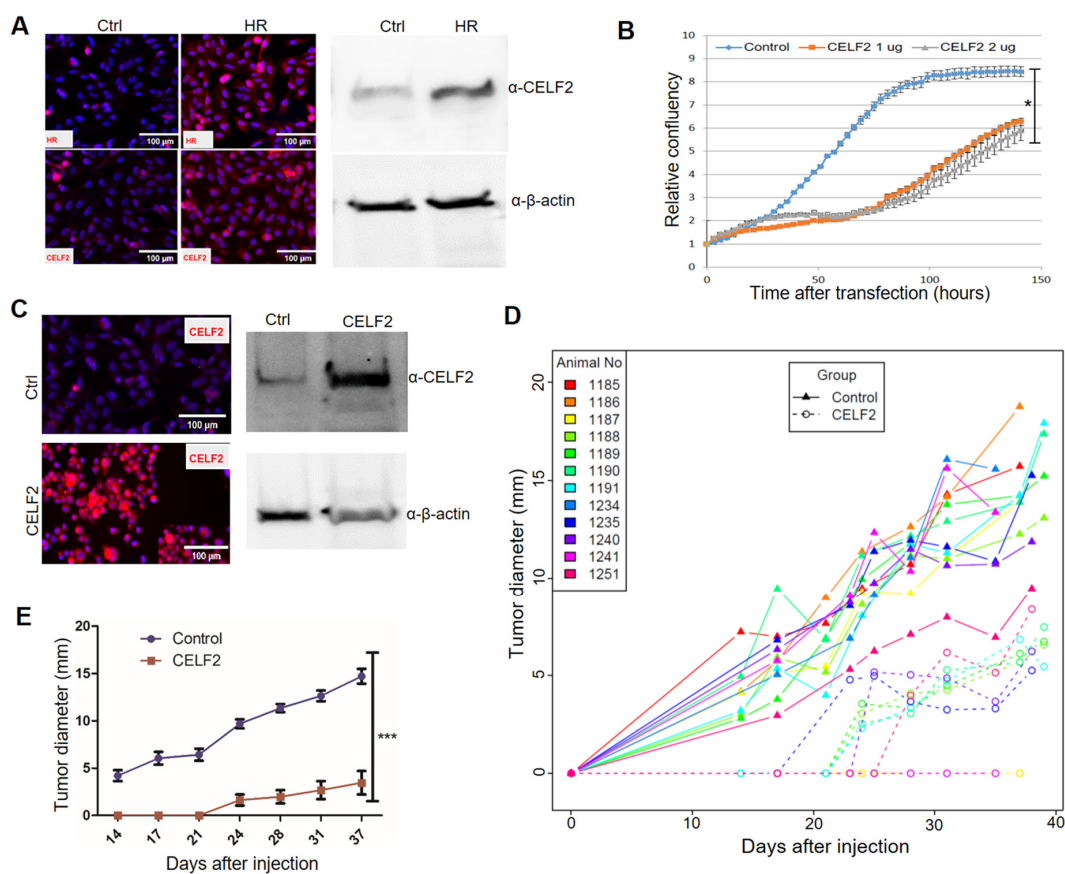 A
Ctrl
HR
Ctrl
HR
HR
100 µm
HR
100 µm
CELF2
100 µm
CELF2
100 µm
α-CELF2
α-β-actin
B
10
9
8
7
6
5
4
3
2
1
0
Control
CELF2 1 ug
CELF2 2 ug
*
Relative confluency
0
50
100
150
Time after transfection (hours)
C
Ctrl
CELF2
CELF2
100 µm
CELF2
100 µm
Ctrl
CELF2
α-CELF2
α-β-actin
D
Animal No
1185
1186
1187
1188
1189
1190
1191
1234
1235
1240
1241
1251
Group
Control
CELF2
20
15
10
5
0
Tumor diameter (mm)
0
10
20
30
40
Days after injection
E
20
15
10
5
0
Control
CELF2
***
Tumor diameter (mm)
14
17
21
24
28
31
37
Days after injection